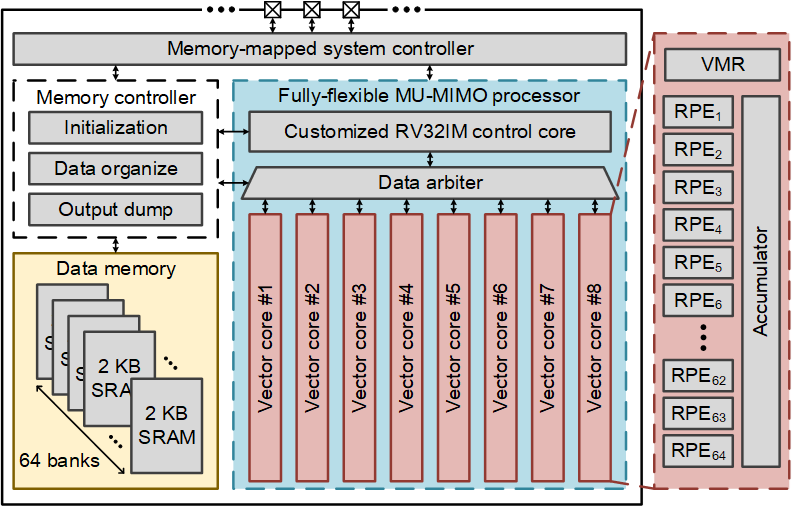 Memory-mapped system controller
Memory controller
Initialization
Data organize
Output dump
Data memory
S
S
S
2 KB
SRA
2 KB
SRAM
64 banks
Fully-flexible MU-MIMO processor
Customized RV32IM control core
Data arbiter
Vector core #1
Vector core #2
Vector core #3
Vector core #4
Vector core #5
Vector core #6
Vector core #7
Vector core #8
VMR
RPE1
RPE2
RPE3
RPE4
RPE5
RPE6
RPE62
RPE63
RPE64
Accumulator